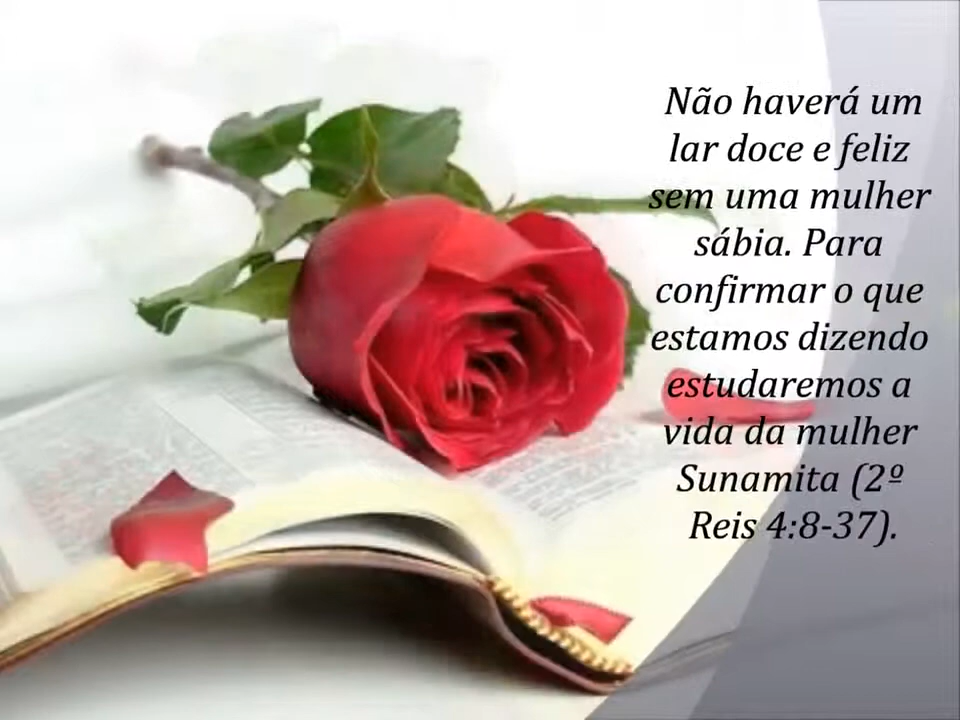 Não haverá um
lar doce e feliz
sem uma mulher
sábia. Para
confirmar o que
estamos dizendo
estudaremos a
vida da mulher
Sunamita (2º
Reis 4:8-37).